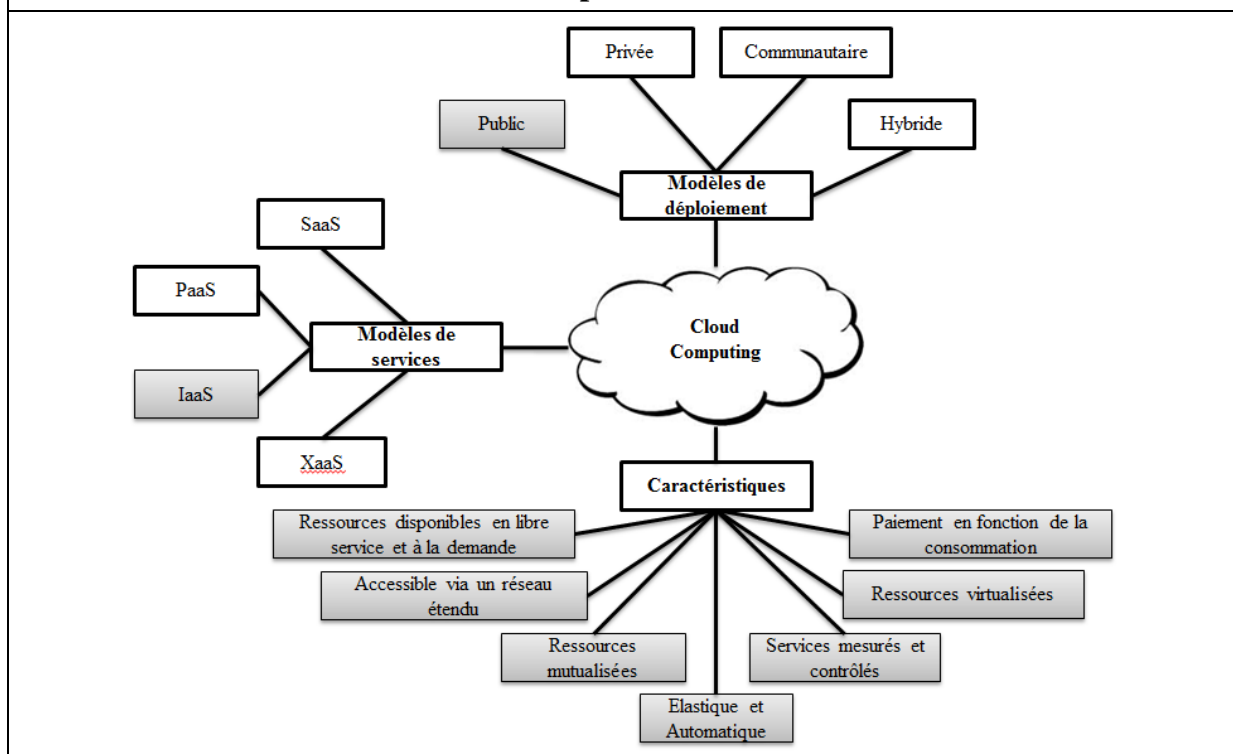 Privée
Communautaire
Public
Hybride
Modèles de
déploiement
SaaS
PaaS
Modèles de
services
IaaS
XaaS
Cloud
Computing
Caractéristiques
Ressources disponibles en libre
service et à la demande
Paiement en fonction de la
consommation
Accessible via un réseau
étendu
Ressources virtualisées
Ressources
mutualisées
Services mesurés et
contrôlés
Elastique et
Automatique